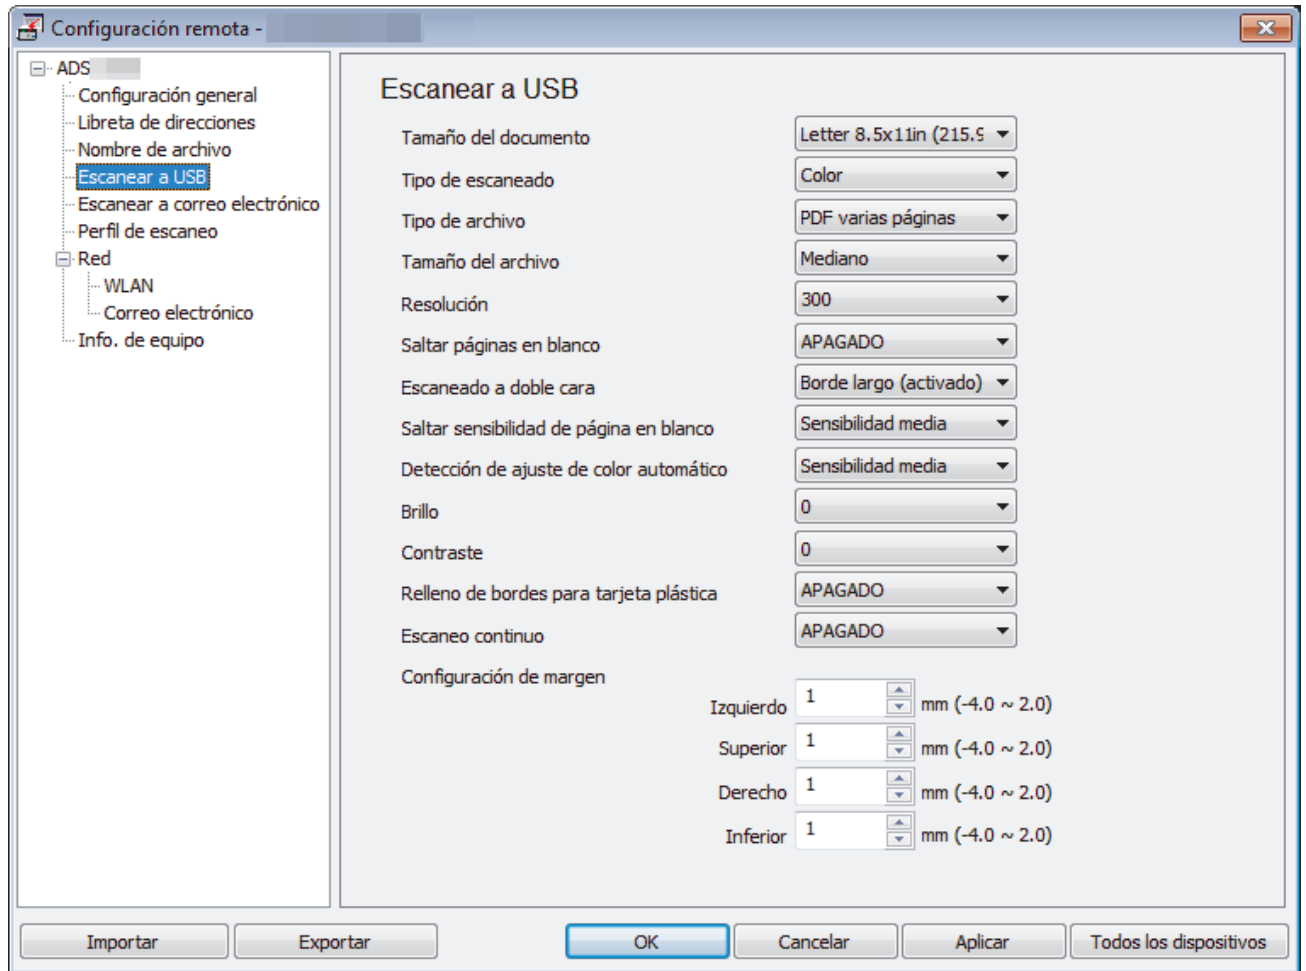 Configuración remota -
ADS
Configuración general
Libreta de direcciones
Nombre de archivo
Escanear a USB
Escanear a correo electrónico
Perfil de escaneo
Red
WLAN
Correo electrónico
Info. de equipo
Escanear a USB
Tamaño del documento Letter 8.5x11in (215.9
Tipo de escaneado Color
Tipo de archivo PDF varias páginas
Tamaño del archivo Mediano
Resolución 300
Saltar páginas en blanco APAGADO
Escaneado a doble cara Borde largo (activado)
Saltar sensibilidad de página en blanco Sensibilidad media
Detección de ajuste de color automático Sensibilidad media
Brillo 0
Contraste 0
Relleno de bordes para tarjeta plástica APAGADO
Escaneo continuo APAGADO
Configuración de margen
Izquierdo 1 mm (-4.0 ~ 2.0)
Superior 1 mm (-4.0 ~ 2.0)
Derecho 1 mm (-4.0 ~ 2.0)
Inferior 1 mm (-4.0 ~ 2.0)
Importar Exportar OK Cancelar Aplicar Todos los dispositivos